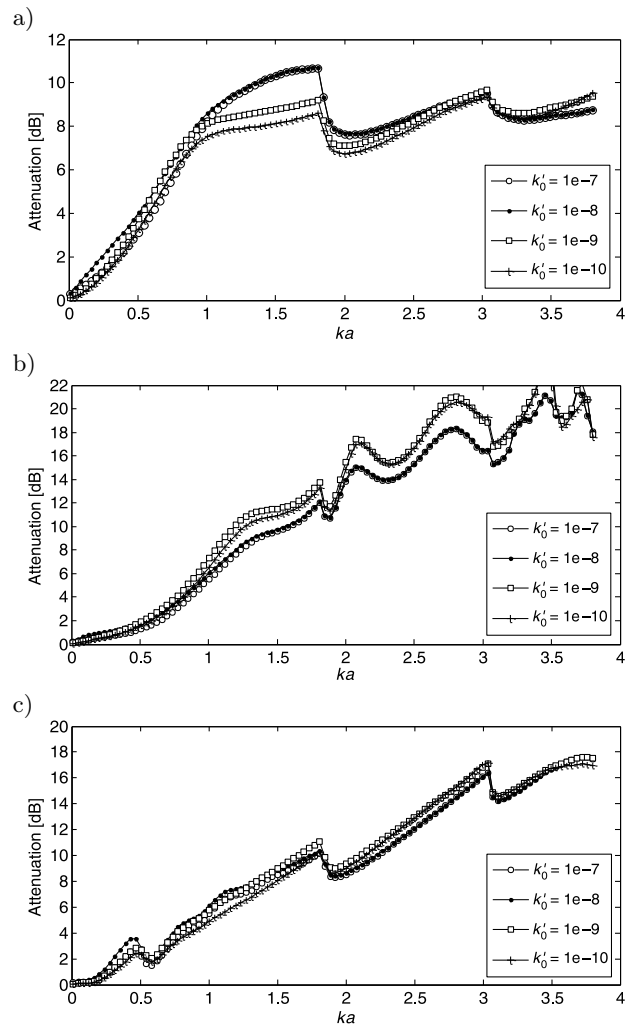 a)
12
10
8
6
4
2
0
Attenuation [dB]
k′₀ = 1e−7
k′₀ = 1e−8
k′₀ = 1e−9
k′₀ = 1e−10
0 0.5 1 1.5 2 2.5 3 3.5 4
ka
b)
22
20
18
16
14
12
10
8
6
4
2
0
Attenuation [dB]
k′₀ = 1e−7
k′₀ = 1e−8
k′₀ = 1e−9
k′₀ = 1e−10
0 0.5 1 1.5 2 2.5 3 3.5 4
ka
c)
20
18
16
14
12
10
8
6
4
2
0
Attenuation [dB]
k′₀ = 1e−7
k′₀ = 1e−8
k′₀ = 1e−9
k′₀ = 1e−10
0 0.5 1 1.5 2 2.5 3 3.5 4
ka